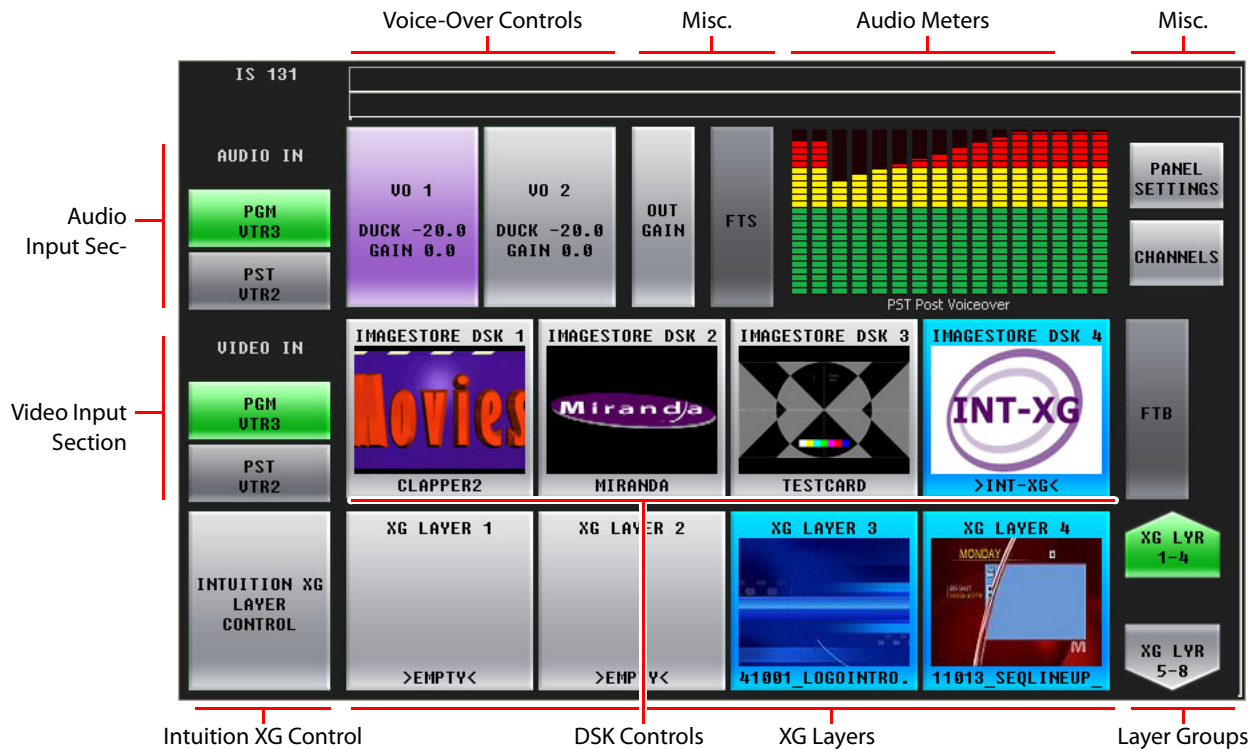 Voice-Over Controls
Misc.
Audio Meters
Misc.
IS 131
AUDIO IN
Audio
Input Sec-
PGM
VTR3
PST
VTR2
VO 1
DUCK -20.0
GAIN 0.0
VO 2
DUCK -20.0
GAIN 0.0
OUT
GAIN
FTS
PST Post Voiceover
PANEL
SETTINGS
CHANNELS
VIDEO IN
Video Input
Section
PGM
VTR3
PST
VTR2
IMAGESTORE DSK 1
Movies
CLAPPER2
IMAGESTORE DSK 2
Miranda
MIRANDA
IMAGESTORE DSK 3
TESTCARD
IMAGESTORE DSK 4
INT-XG
>INT-XG<
FTB
INTUITION XG
LAYER
CONTROL
XG LAYER 1
>EMPTY<
XG LAYER 2
>EMPTY<
XG LAYER 3
41001_LOGOINTRO.
XG LAYER 4
MONDAY
M
11013_SEQLINEUP_
XG LYR
1-4
XG LYR
5-8
Intuition XG Control
DSK Controls
XG Layers
Layer Groups